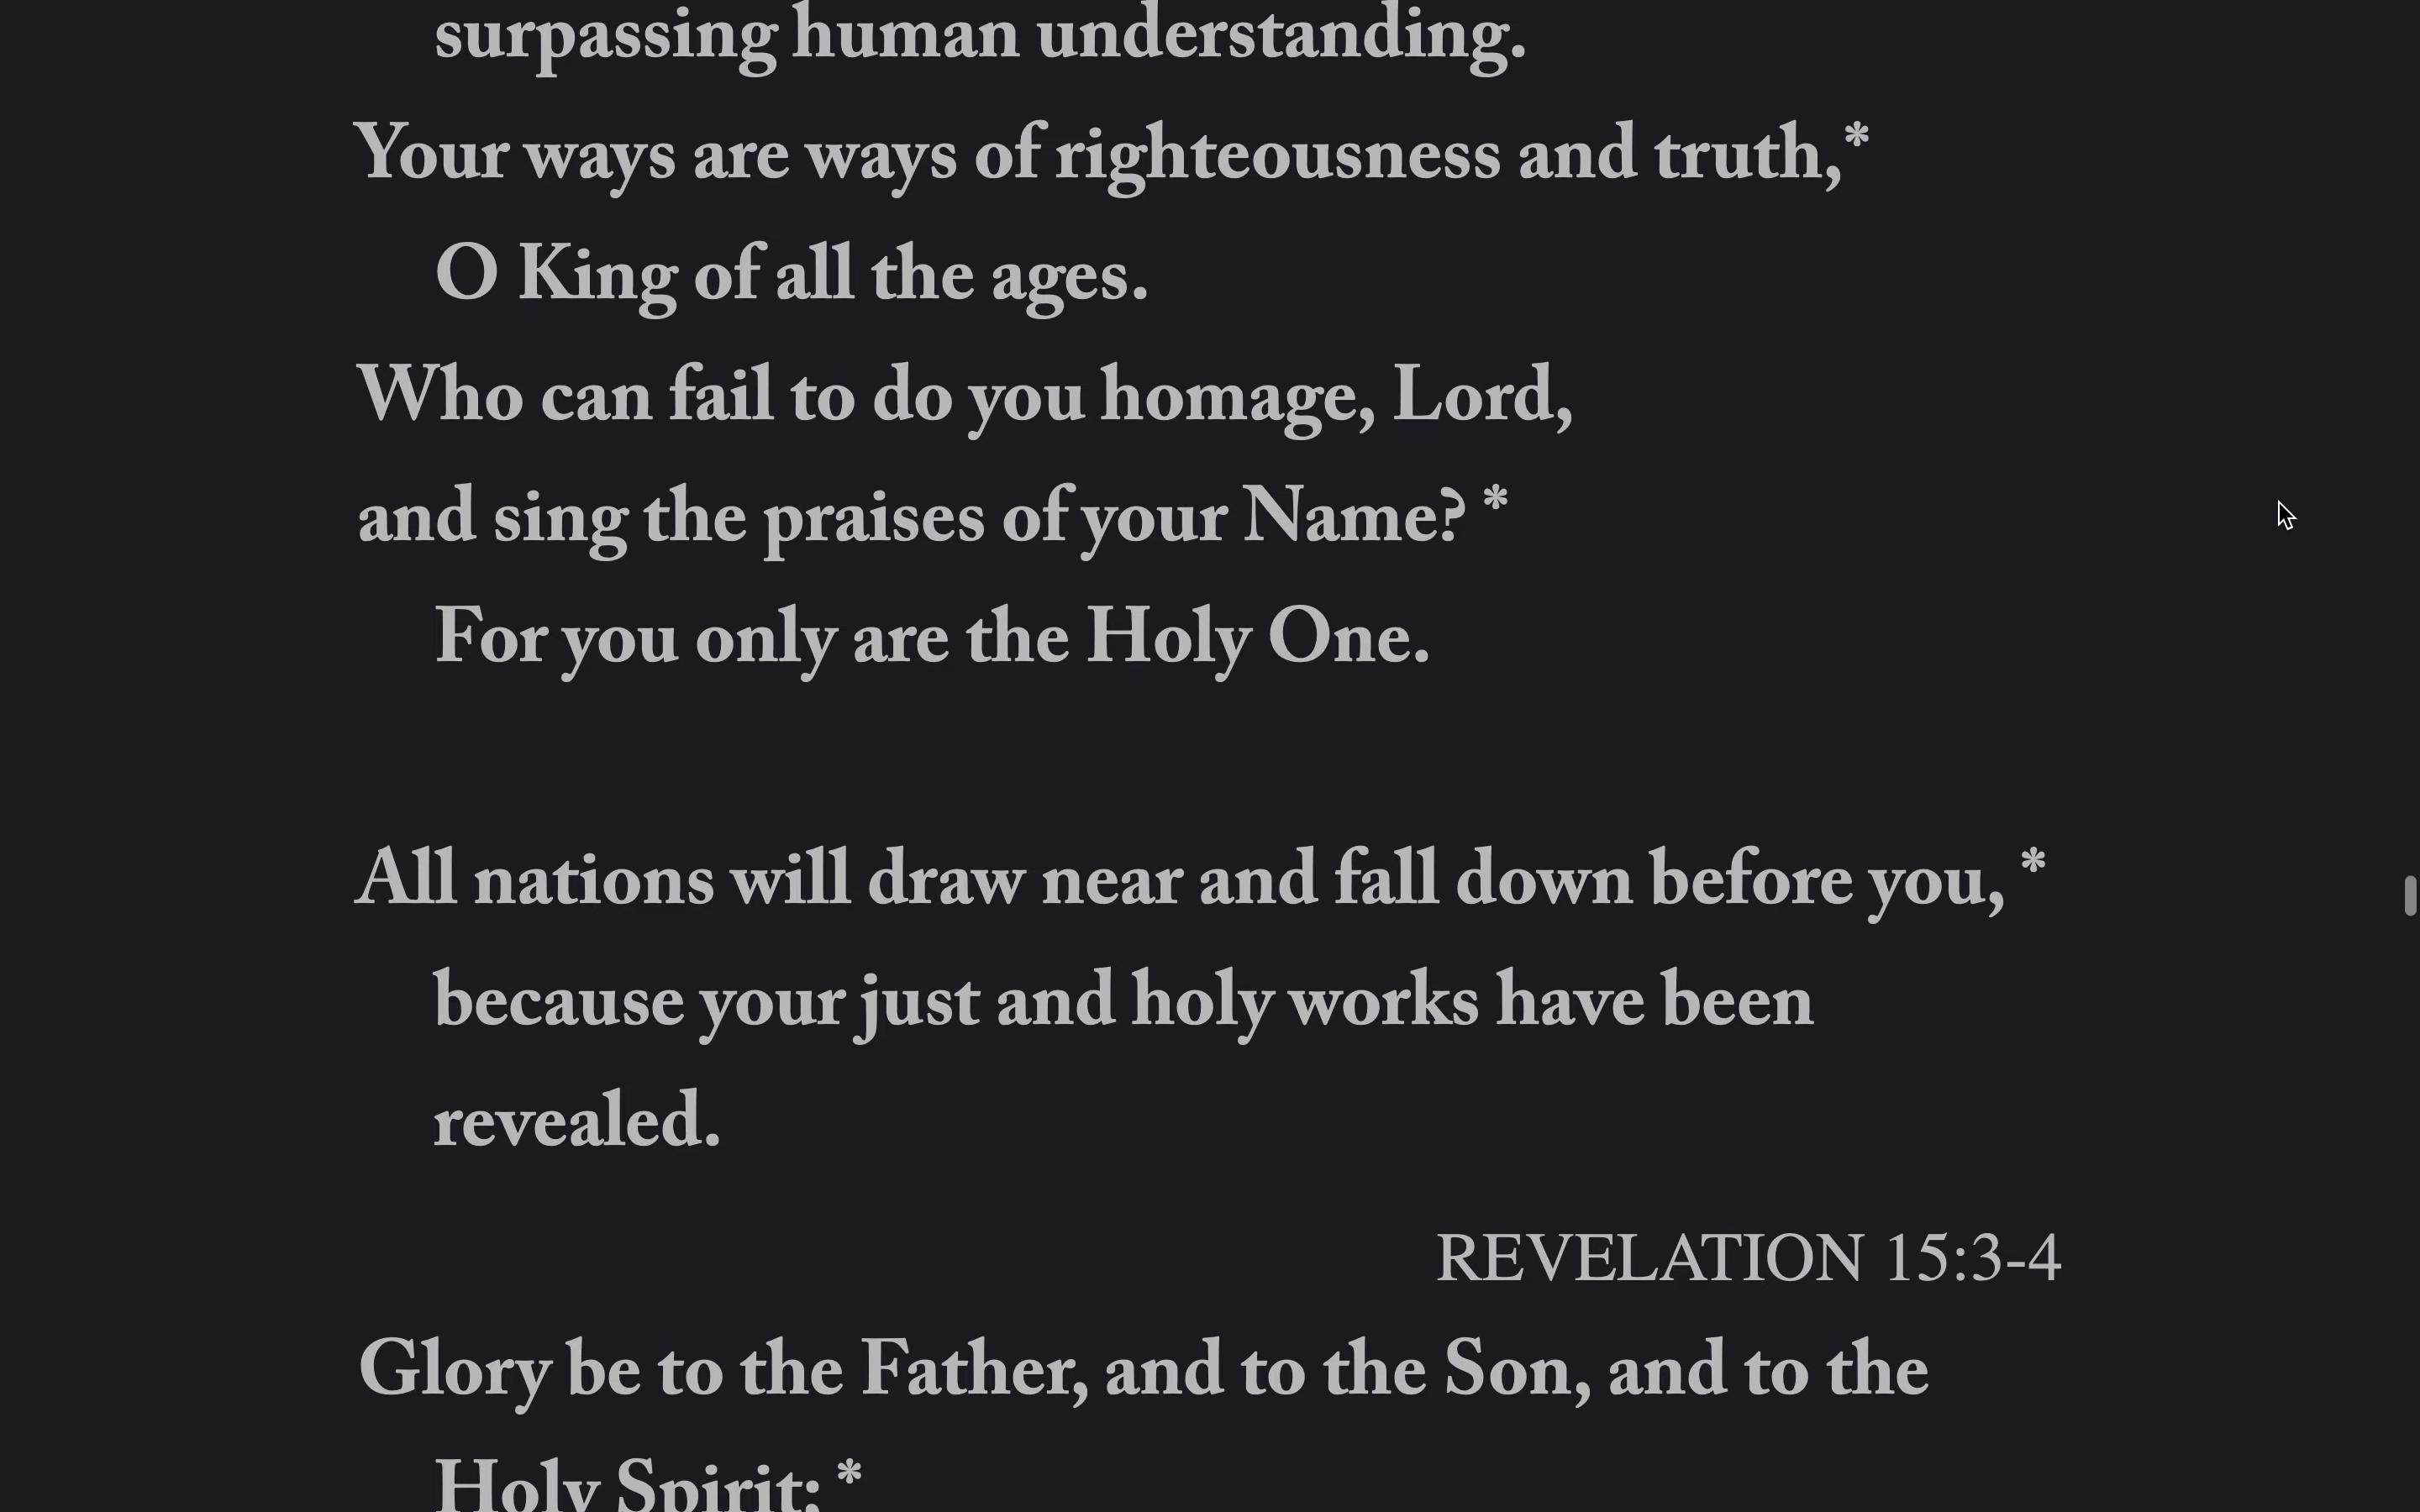 surpassing human understanding.
Your ways are ways of righteousness and truth,*
O King of all the ages.
Who can fail to do you homage, Lord,
and sing the praises of your Name? *
For you only are the Holy One.
All nations will draw near and fall down before you, *
because your just and holy works have been
revealed.
REVELATION 15:3-4
Glory be to the Father, and to the Son, and to the
Holy Spirit; *